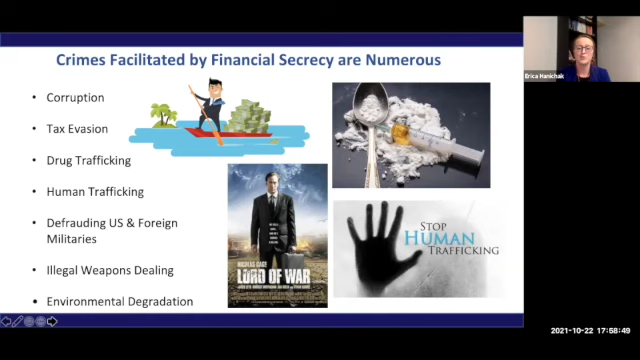 Crimes Facilitated by Financial Secrecy are Numerous
Erica Hanichak
• Corruption
• Tax Evasion
• Drug Trafficking
• Human Trafficking
• Defrauding US & Foreign
Militaries
• Illegal Weapons Dealing
• Environmental Degradation
NICOLAS CAGE
LORD OF WAR
STOP
HUMAN
TRAFFICKING
2021-10-22 17:58:49